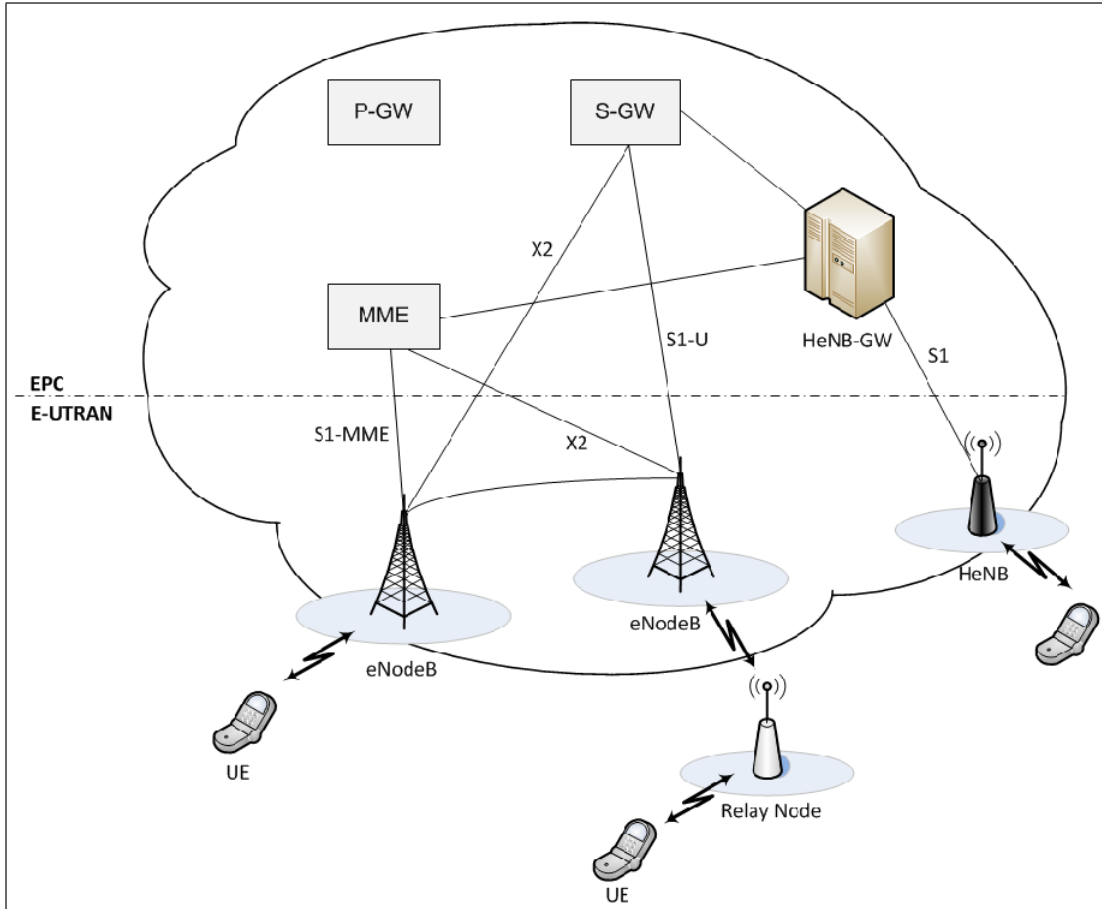 P-GW
S-GW
X2
MME
HeNB-GW
S1-U
S1
EPC
E-UTRAN
S1-MME
X2
HeNB
eNodeB
eNodeB
UE
Relay Node
UE